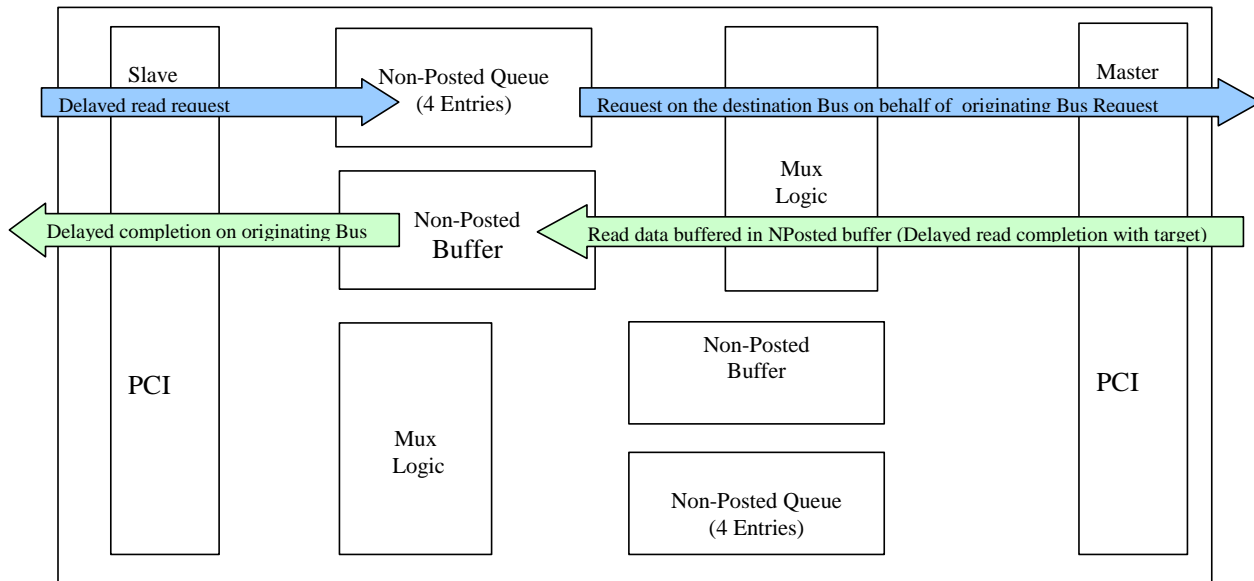 Slave
Non-Posted Queue
(4 Entries)
Master
Delayed read request
Request on the destination Bus on behalf of originating Bus Request
Mux
Logic
Non-Posted
Buffer
Delayed completion on originating Bus
Read data buffered in NPosted buffer (Delayed read completion with target)
PCI
Non-Posted
Buffer
PCI
Mux
Logic
Non-Posted Queue
(4 Entries)